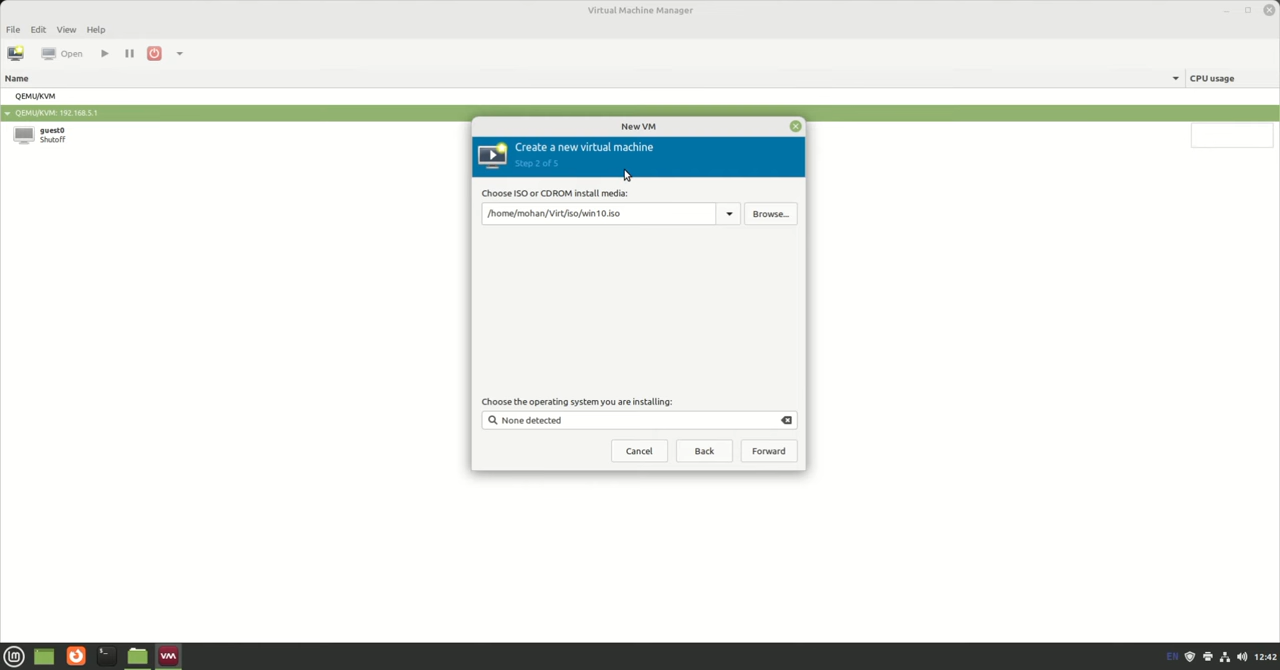 Virtual Machine Manager
File Edit View Help
Open
Name CPU usage
QEMU/KVM
QEMU/KVM: 192.168.5.1
guest0
Shutoff
New VM
Create a new virtual machine
Step 2 of 5
Choose ISO or CDROM install media:
/home/mohan/Virt/iso/win10.iso Browse...
Choose the operating system you are installing:
None detected
Cancel Back Forward
EN 12:42